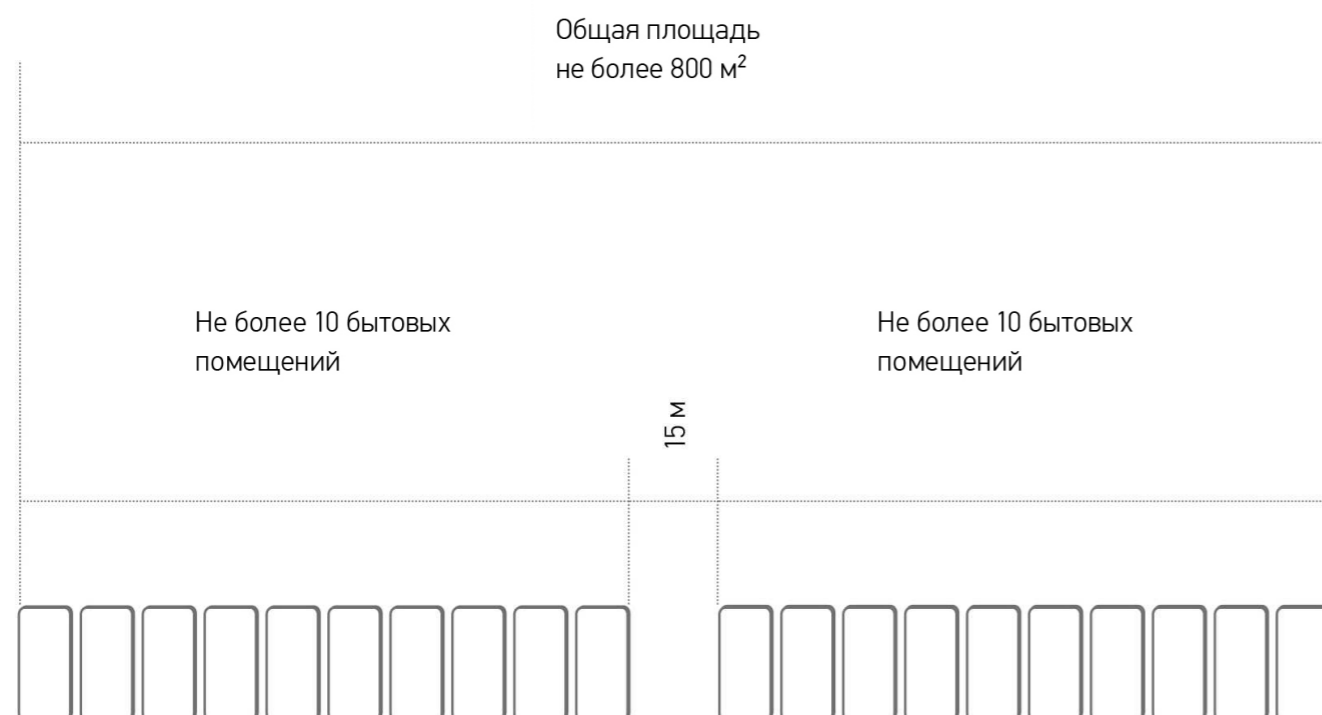 Общая площадь
не более 800 м²
Не более 10 бытовых
помещений
Не более 10 бытовых
помещений
15 м